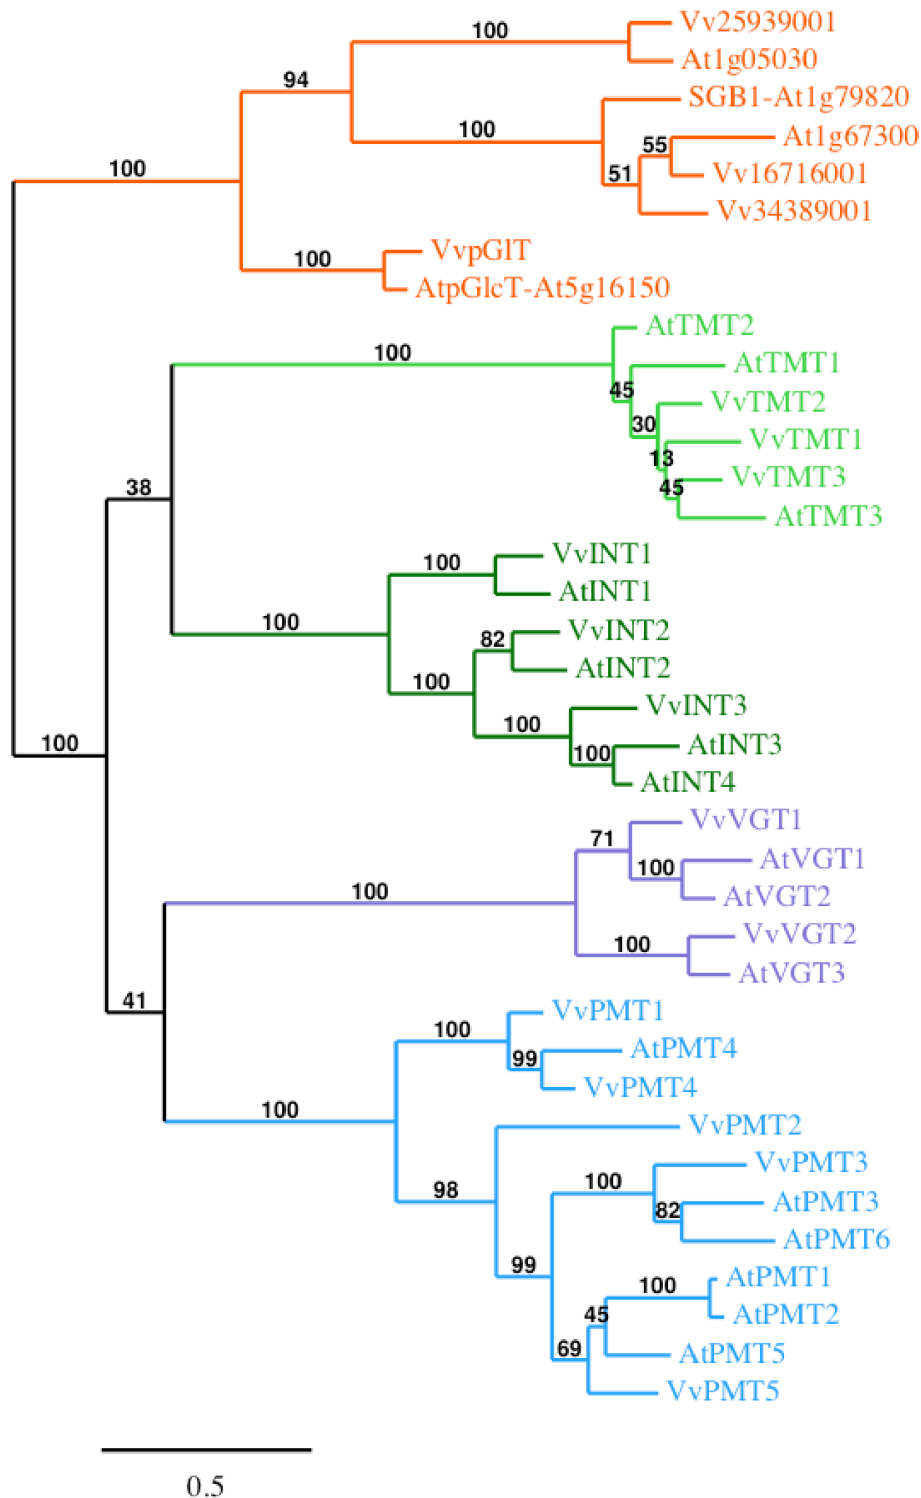 100
Vv25939001
At1g05030
94
SGB1-At1g79820
100
At1g67300
55
Vv16716001
51
Vv34389001
100
VvpGlT
100
AtpGlcT-At5g16150
AtTMT2
100
AtTMT1
45
VvTMT2
30
VvTMT1
13
VvTMT3
45
AtTMT3
38
VvINT1
100
AtINT1
100
VvINT2
82
AtINT2
100
VvINT3
100
AtINT3
100
AtINT4
100
VvVGT1
71
AtVGT1
100
AtVGT2
100
VvVGT2
100
AtVGT3
41
VvPMT1
100
AtPMT4
99
VvPMT4
100
VvPMT2
VvPMT3
100
AtPMT3
82
98
AtPMT6
99
AtPMT1
100
AtPMT2
45
AtPMT5
69
VvPMT5
0.5